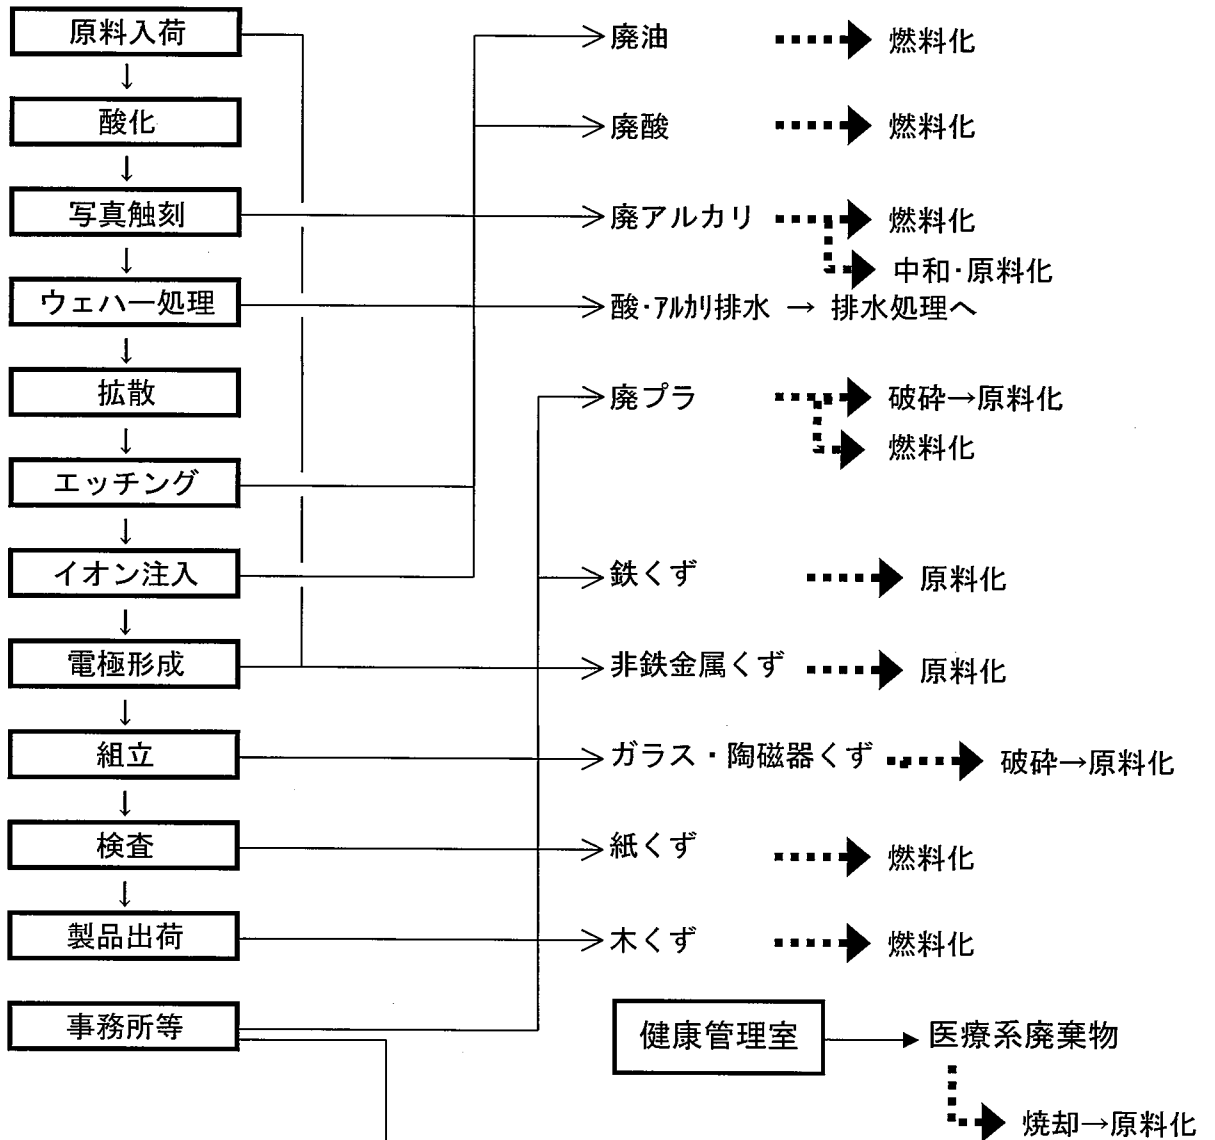 原料入荷
廃油
燃料化
酸化
廃酸
燃料化
写真触刻
廃アルカリ
燃料化
中和・原料化
ウェハー処理
酸・アルカリ排水 → 排水処理へ
拡散
廃プラ
破砕→原料化
燃料化
エッチング
イオン注入
鉄くず
原料化
電極形成
非鉄金属くず
原料化
組立
ガラス・陶磁器くず
破砕→原料化
検査
紙くず
燃料化
製品出荷
木くず
燃料化
事務所等
健康管理室
医療系廃棄物
焼却→原料化